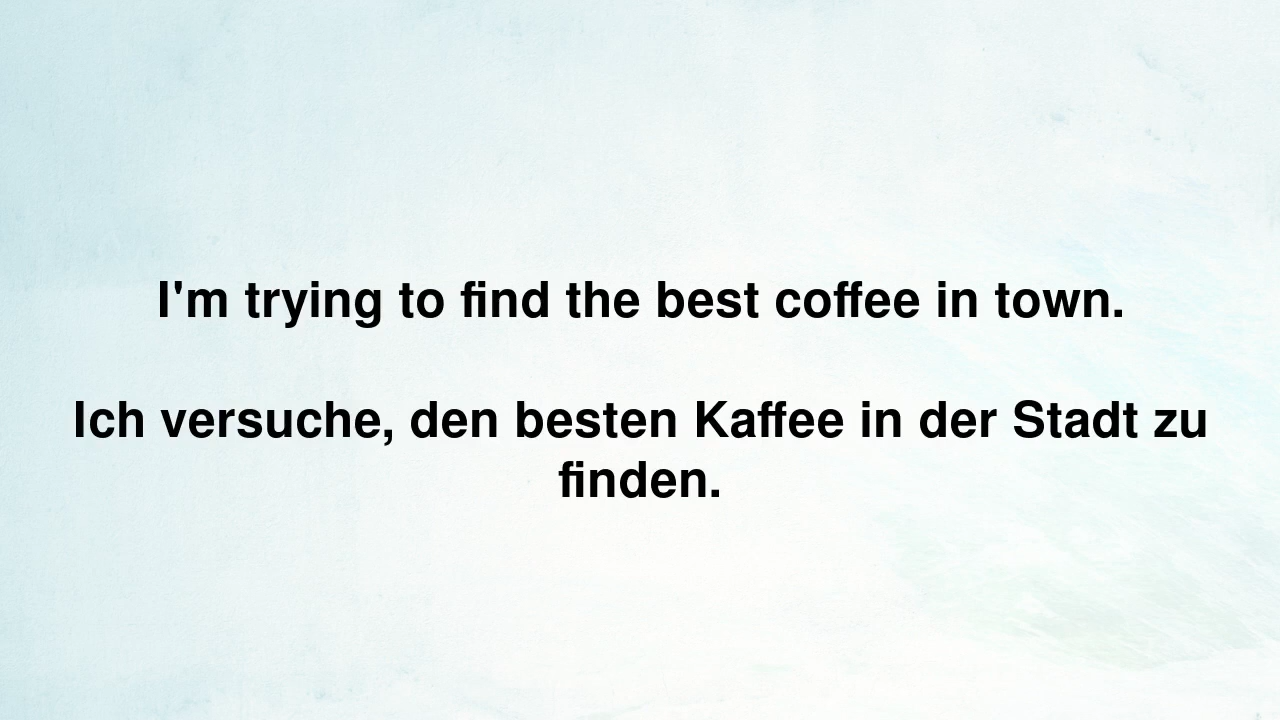 I'm trying to find the best coffee in town.
Ich versuche, den besten Kaffee in der Stadt zu
finden.